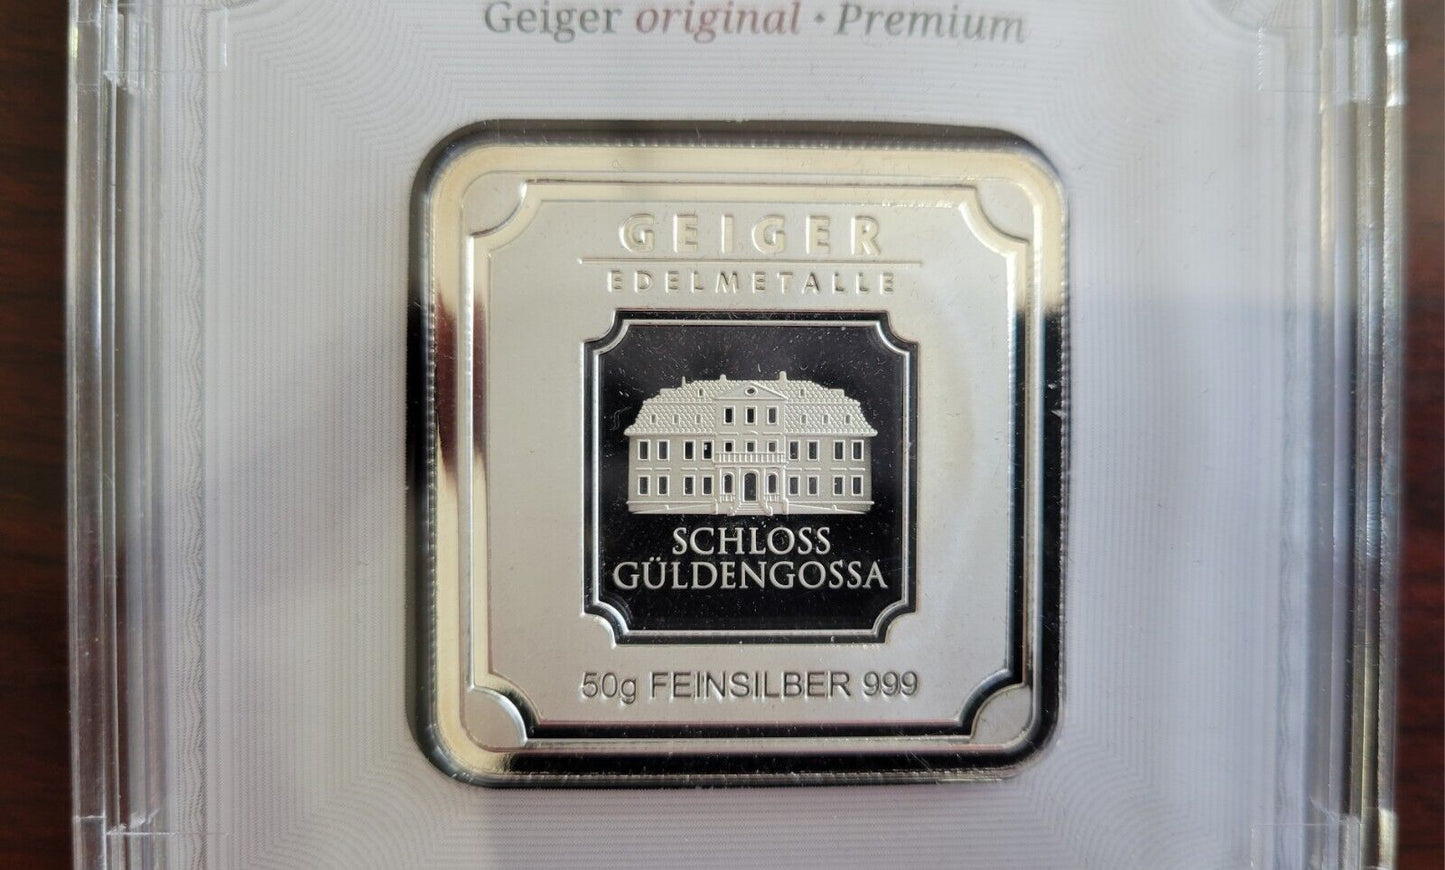 Geiger original • Premium
GEIGER
EDELMETALLE
SCHLOSS
GÜLDENGOSSA
50g FEINSILBER 999